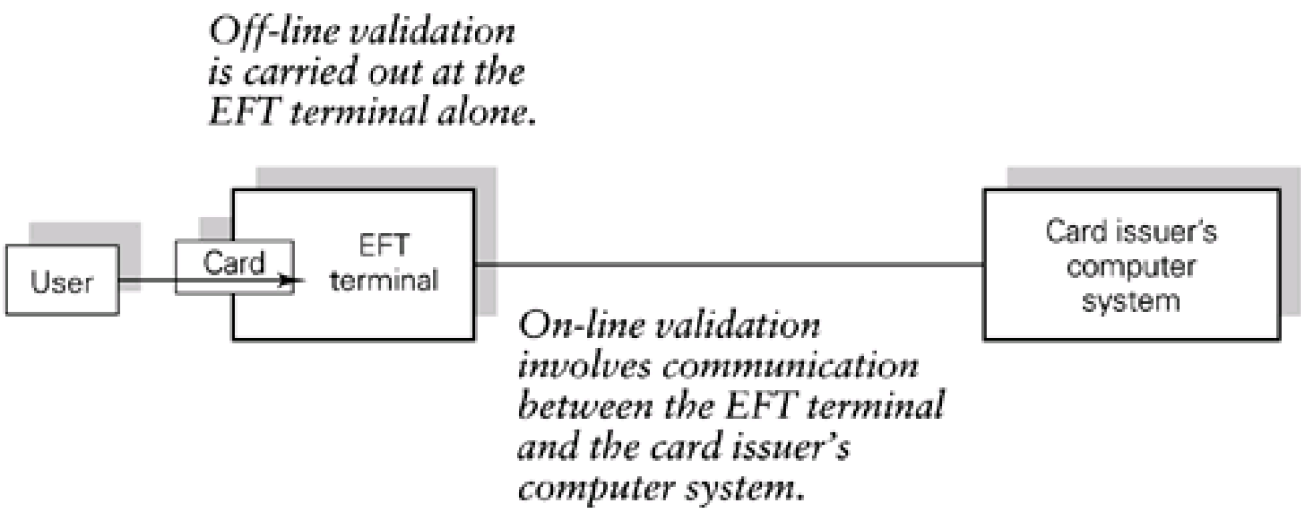 Off-line validation
is carried out at the
EFT terminal alone.
User
Card
EFT
terminal
Card issuer's
computer
system
On-line validation
involves communication
between the EFT terminal
and the card issuer's
computer system.